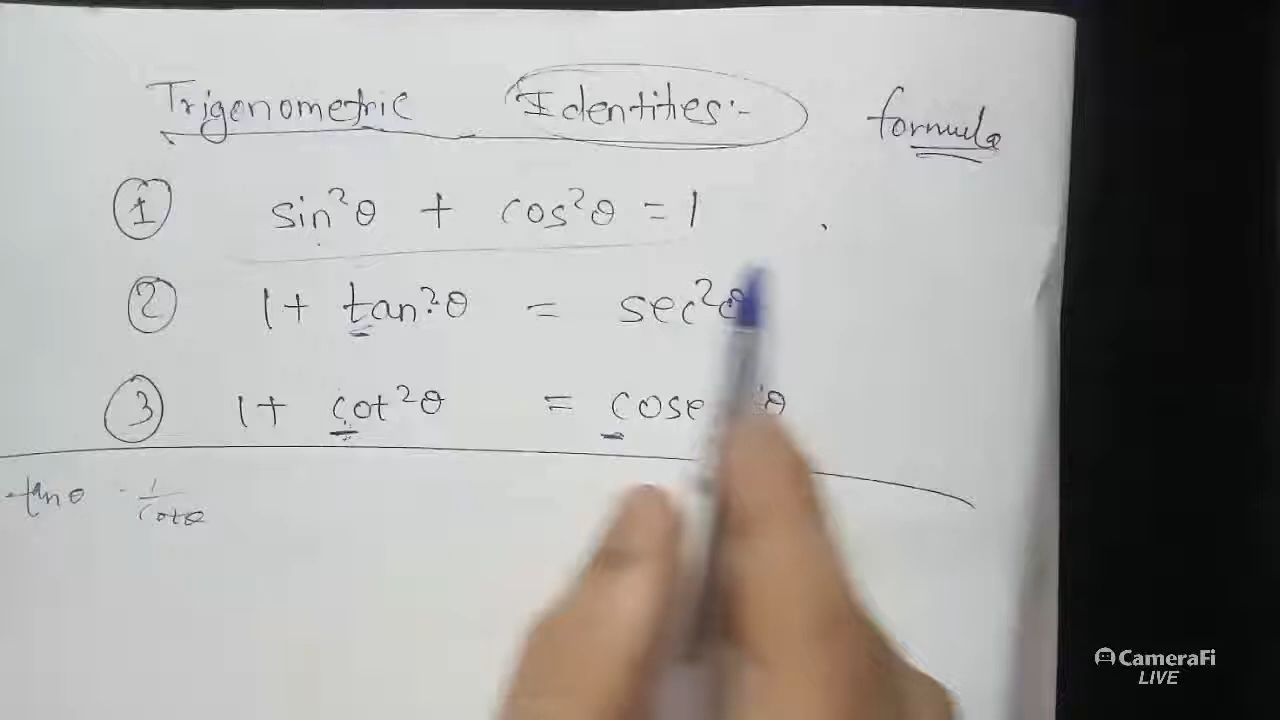 Trigonometric Identities:- formula
1 sin²θ + cos²θ = 1
2 1 + tan²θ = sec²θ
3 1 + cot²θ = θ
tanθ 1/cotθ
CameraFi
LIVE